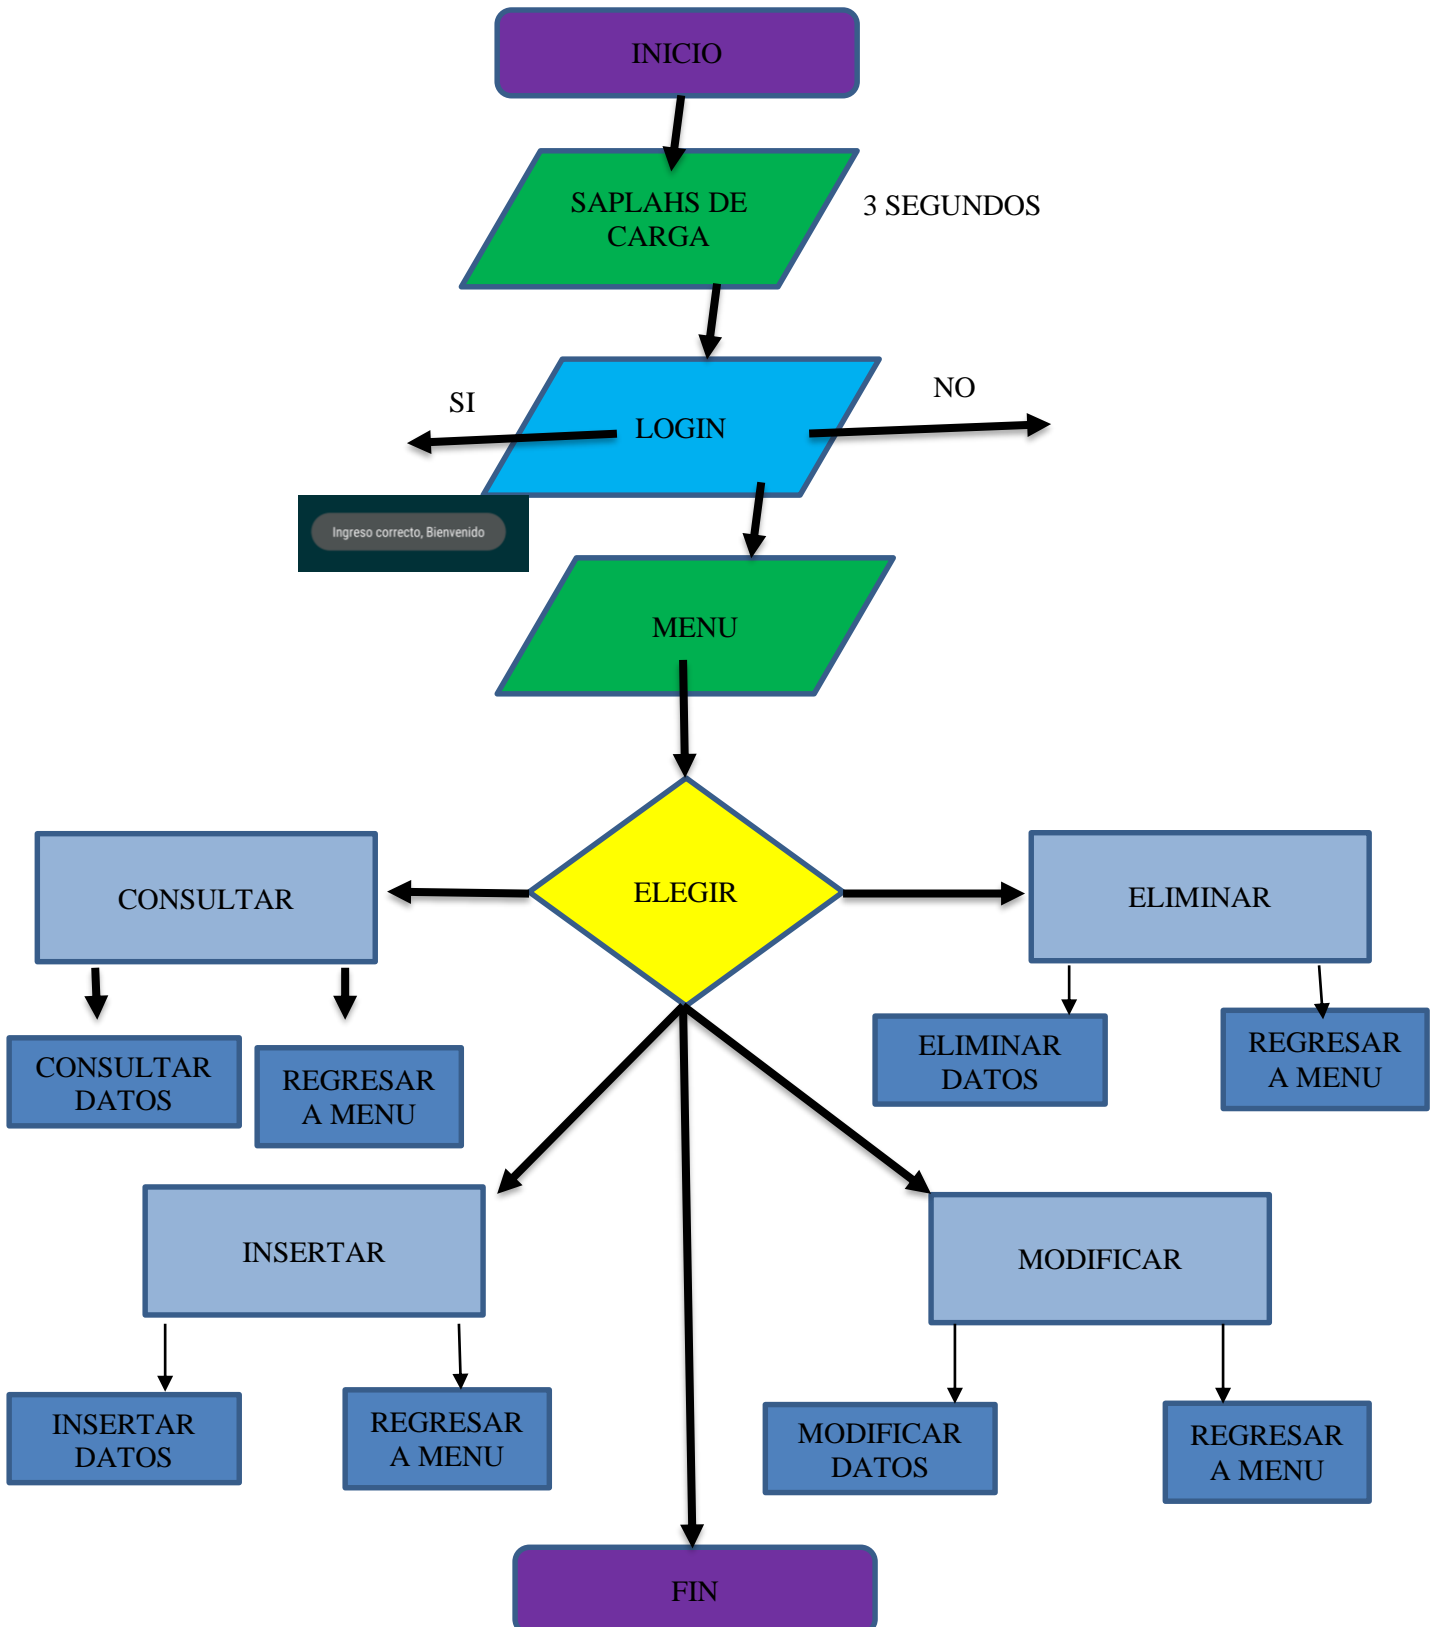 INICIO
SAPLAHS DE
CARGA
3 SEGUNDOS
SI
NO
LOGIN
Ingreso correcto, Bienvenido
MENU
ELEGIR
CONSULTAR
ELIMINAR
CONSULTAR
DATOS
REGRESAR
A MENU
ELIMINAR
DATOS
REGRESAR
A MENU
INSERTAR
MODIFICAR
INSERTAR
DATOS
REGRESAR
A MENU
MODIFICAR
DATOS
REGRESAR
A MENU
FIN